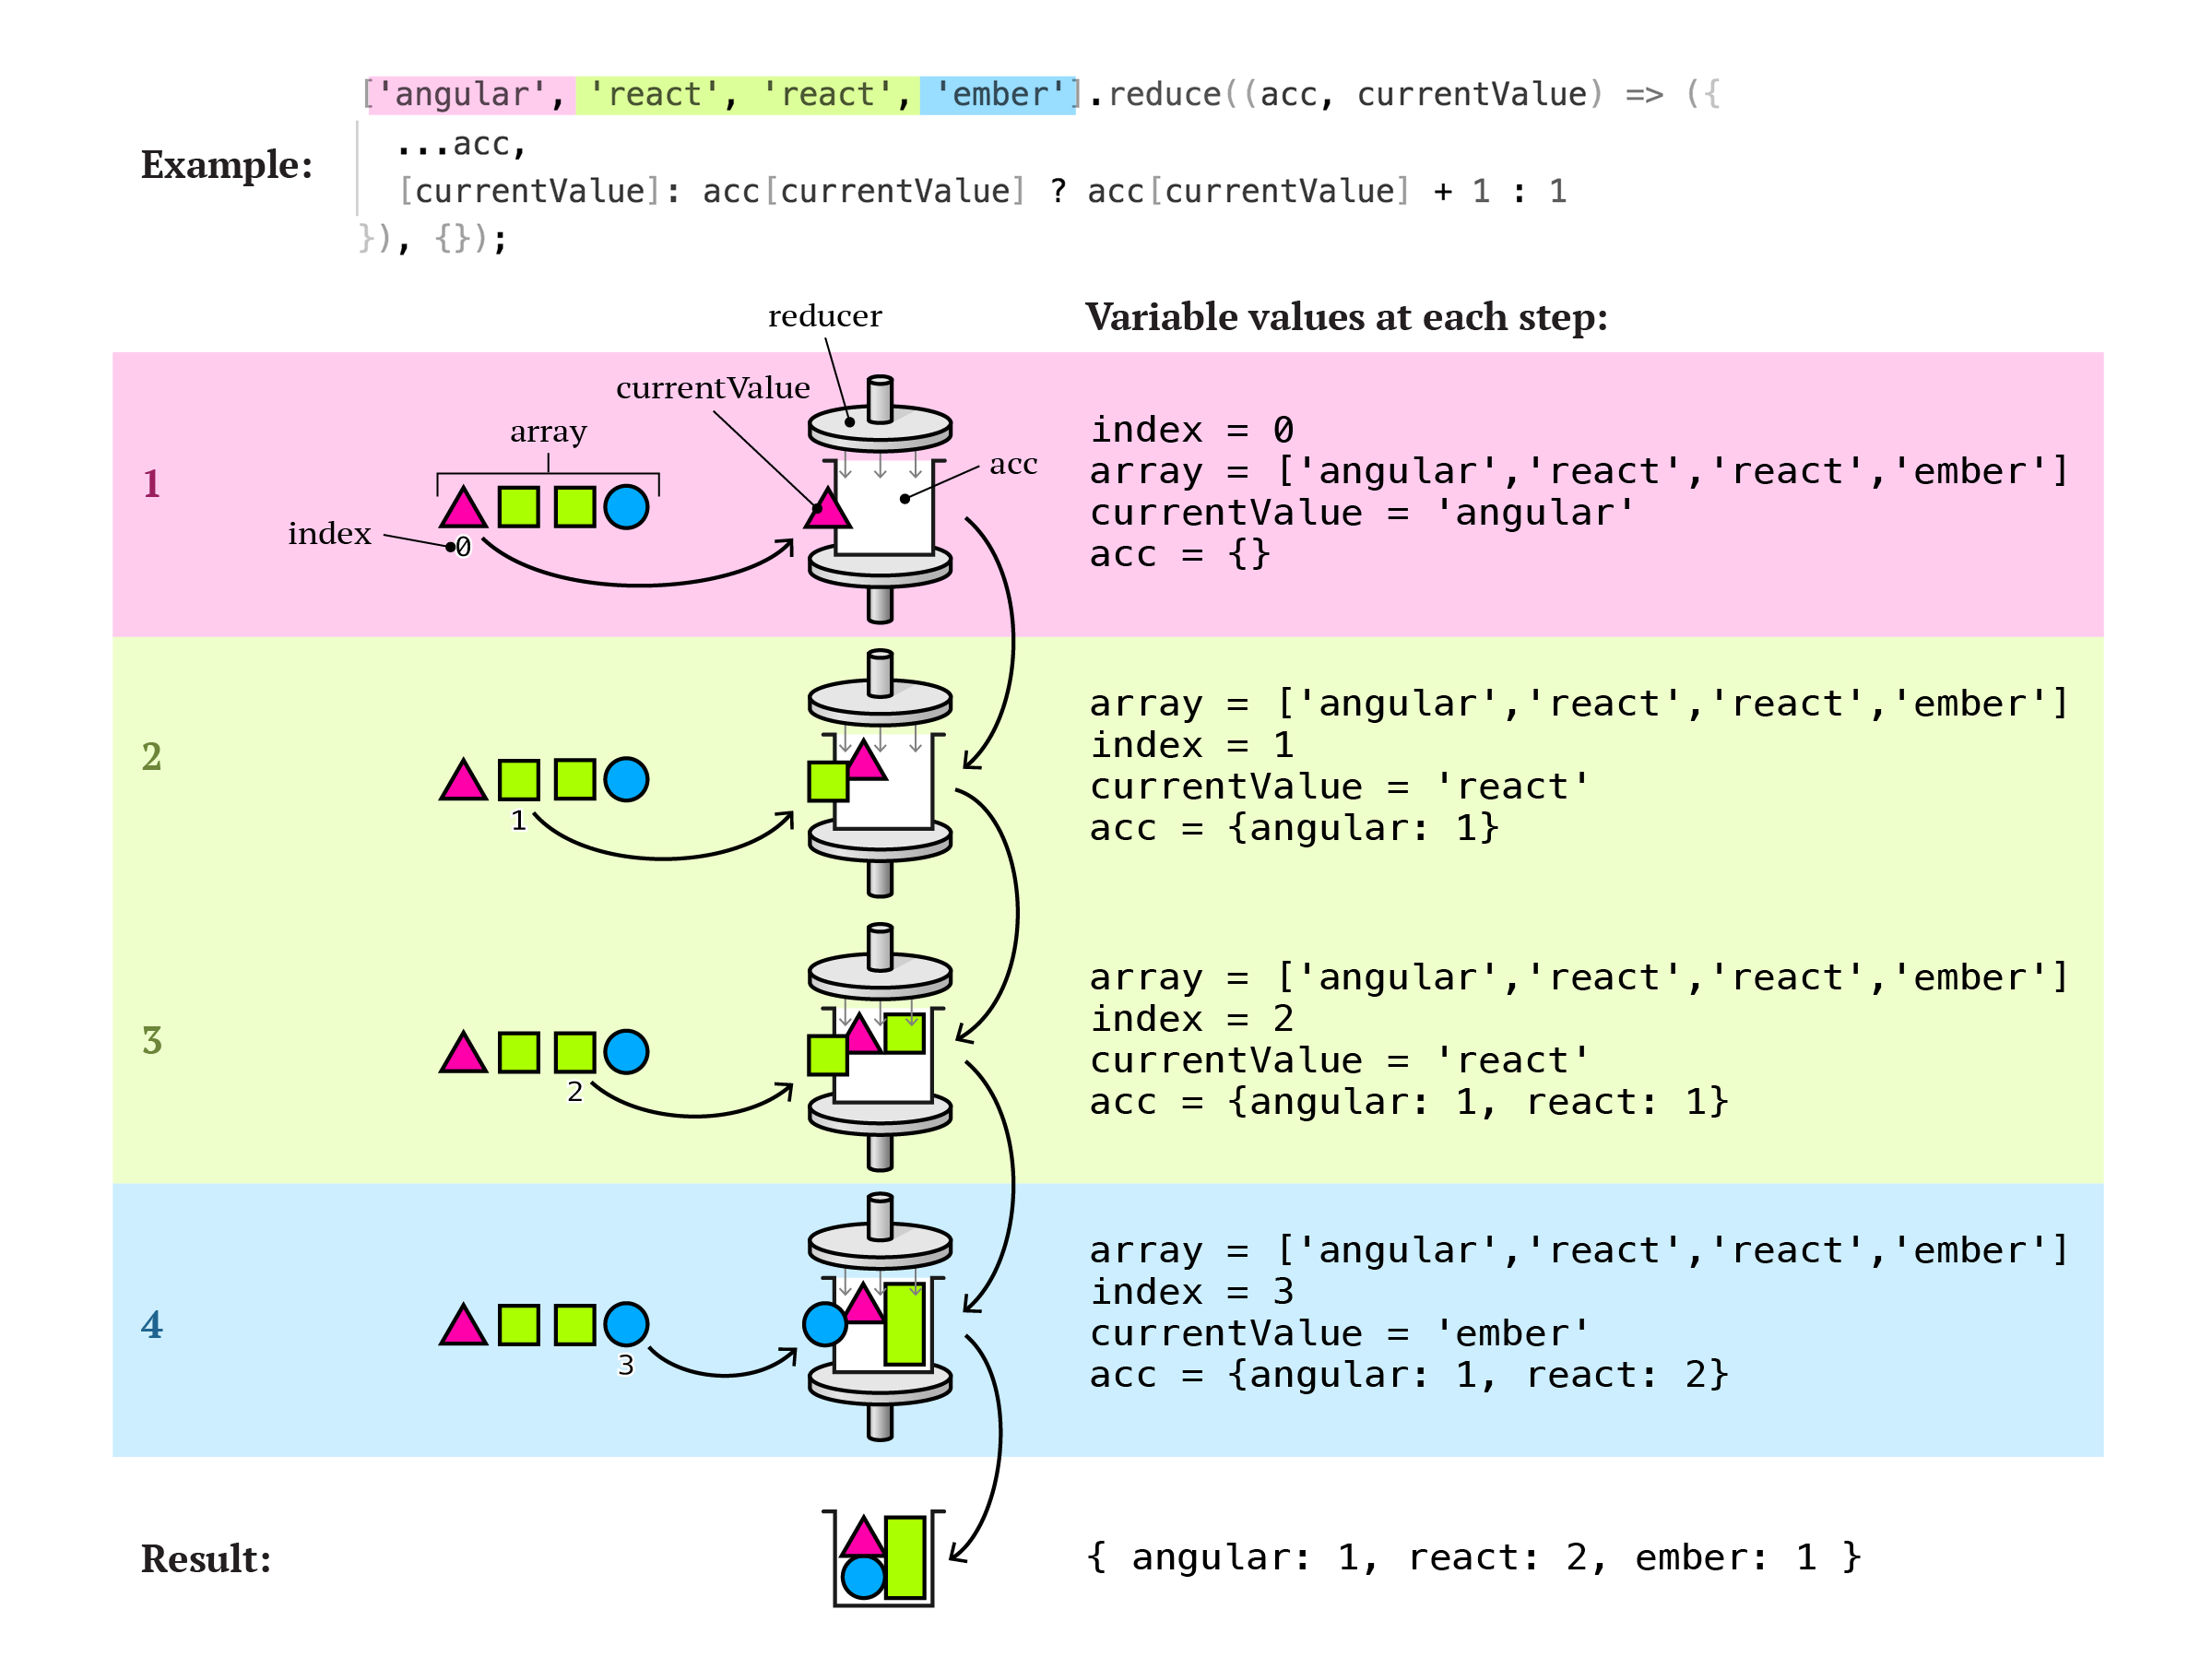 ['angular', 'react', 'react', 'ember'].reduce((acc, currentValue) => ({
Example:
...acc,
[currentValue]: acc[currentValue] ? acc[currentValue] + 1 : 1
}), {});
reducer
Variable values at each step:
currentValue
array
acc
index
1
0
index = 0
array = ['angular','react','react','ember']
currentValue = 'angular'
acc = {}
2
1
array = ['angular','react','react','ember']
index = 1
currentValue = 'react'
acc = {angular: 1}
3
2
array = ['angular','react','react','ember']
index = 2
currentValue = 'react'
acc = {angular: 1, react: 1}
4
3
array = ['angular','react','react','ember']
index = 3
currentValue = 'ember'
acc = {angular: 1, react: 2}
Result:
{ angular: 1, react: 2, ember: 1 }